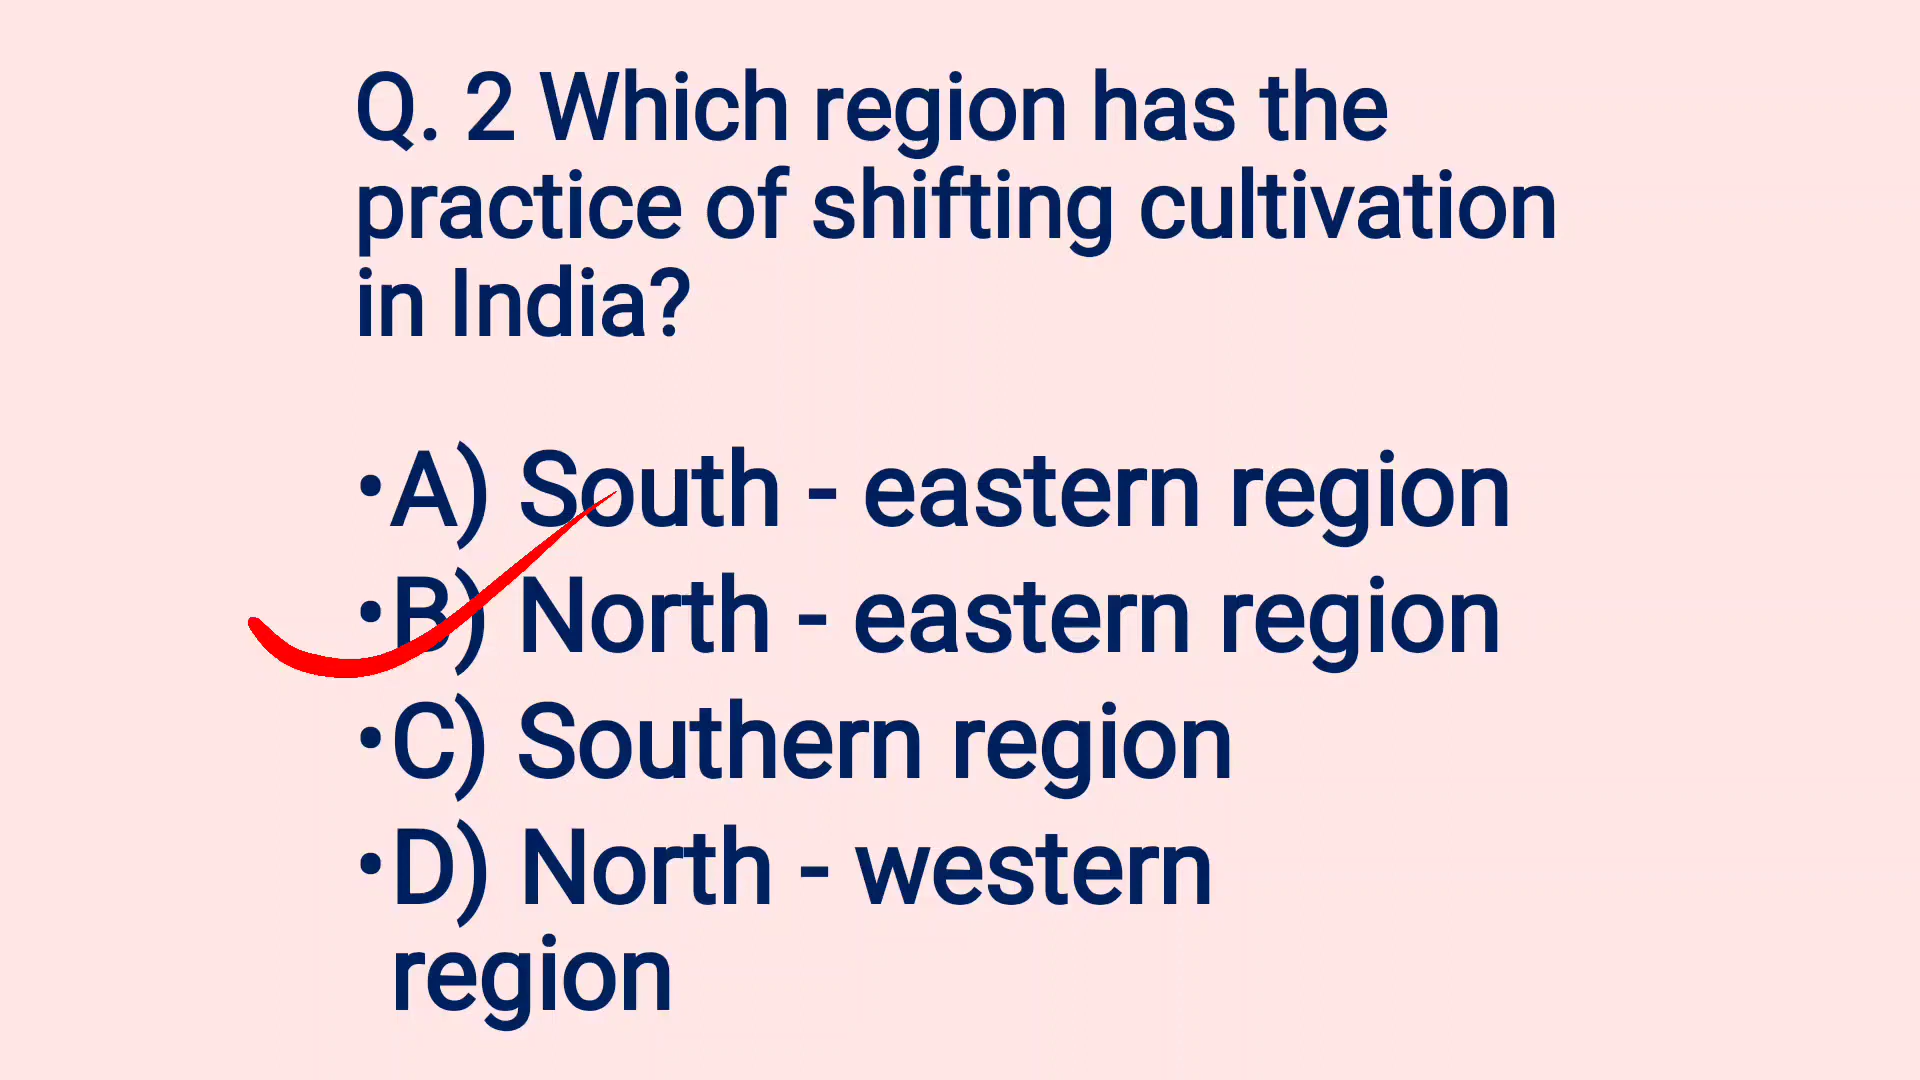 Q. 2 Which region has the
practice of shifting cultivation
in India?
•A) South - eastern region
•B) North - eastern region
•C) Southern region
•D) North - western
region